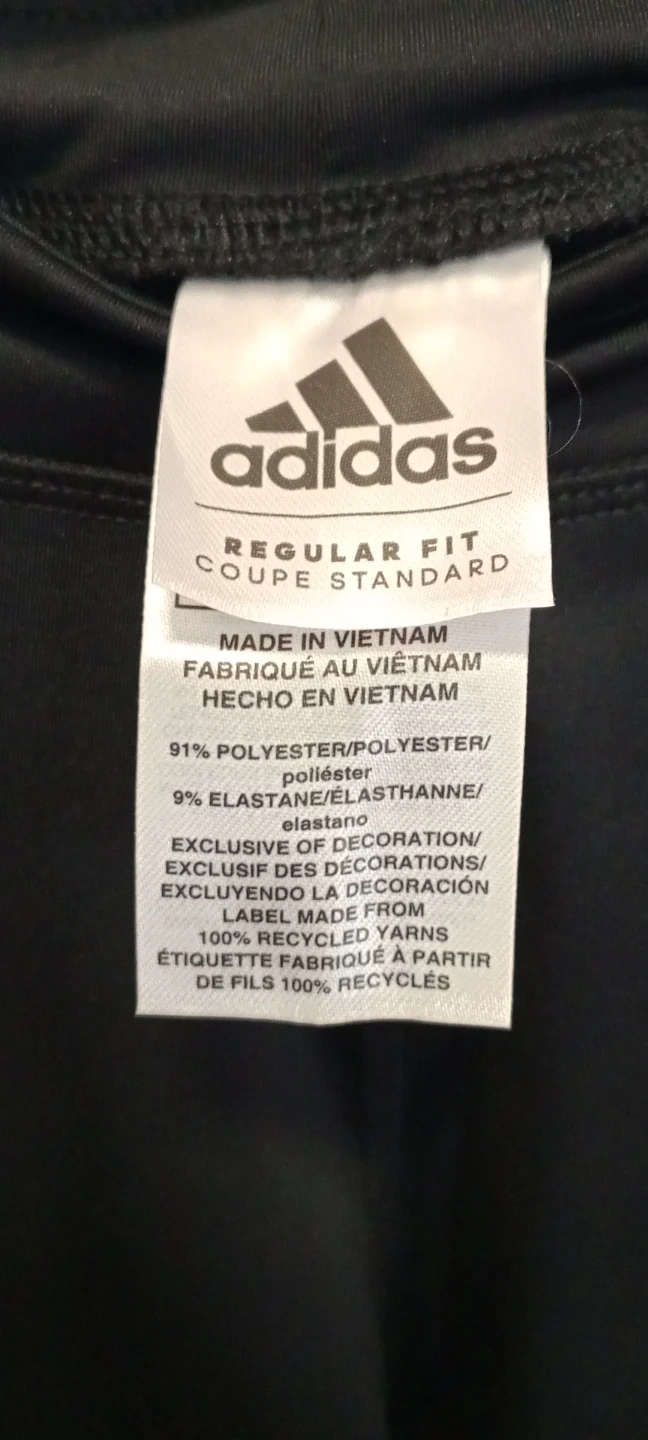 adidas
REGULAR FIT
COUPE STANDARD
MADE IN VIETNAM
FABRIQUÉ AU VIÊTNAM
HECHO EN VIETNAM
91% POLYESTER/POLYESTER/
poliéster
9% ELASTANE/ÉLASTHANNE/
elastano
EXCLUSIVE OF DECORATION/
EXCLUSIF DES DÉCORATIONS/
EXCLUYENDO LA DECORACIÓN
LABEL MADE FROM
100% RECYCLED YARNS
ÉTIQUETTE FABRIQUÉ À PARTIR
DE FILS 100% RECYCLÉS